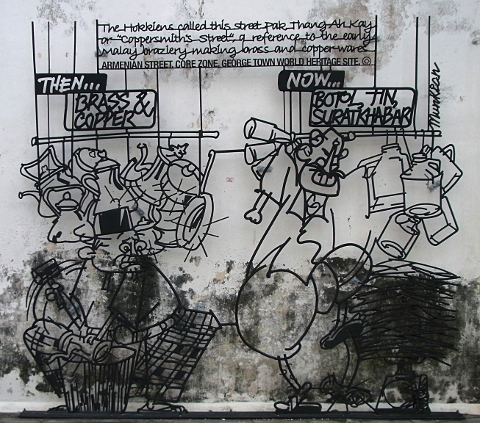 The Hokkiens called this street Pak Thang Ah Kay
or "Coppersmith's Street", a reference to the early
Malay braziery making brass and copper wares.
ARMENIAN STREET, CORE ZONE, GEORGE TOWN WORLD HERITAGE SITE. ©
THEN...
BRASS &
COPPER
NOW...
BOTOL, TIN,
SURATKHABAR